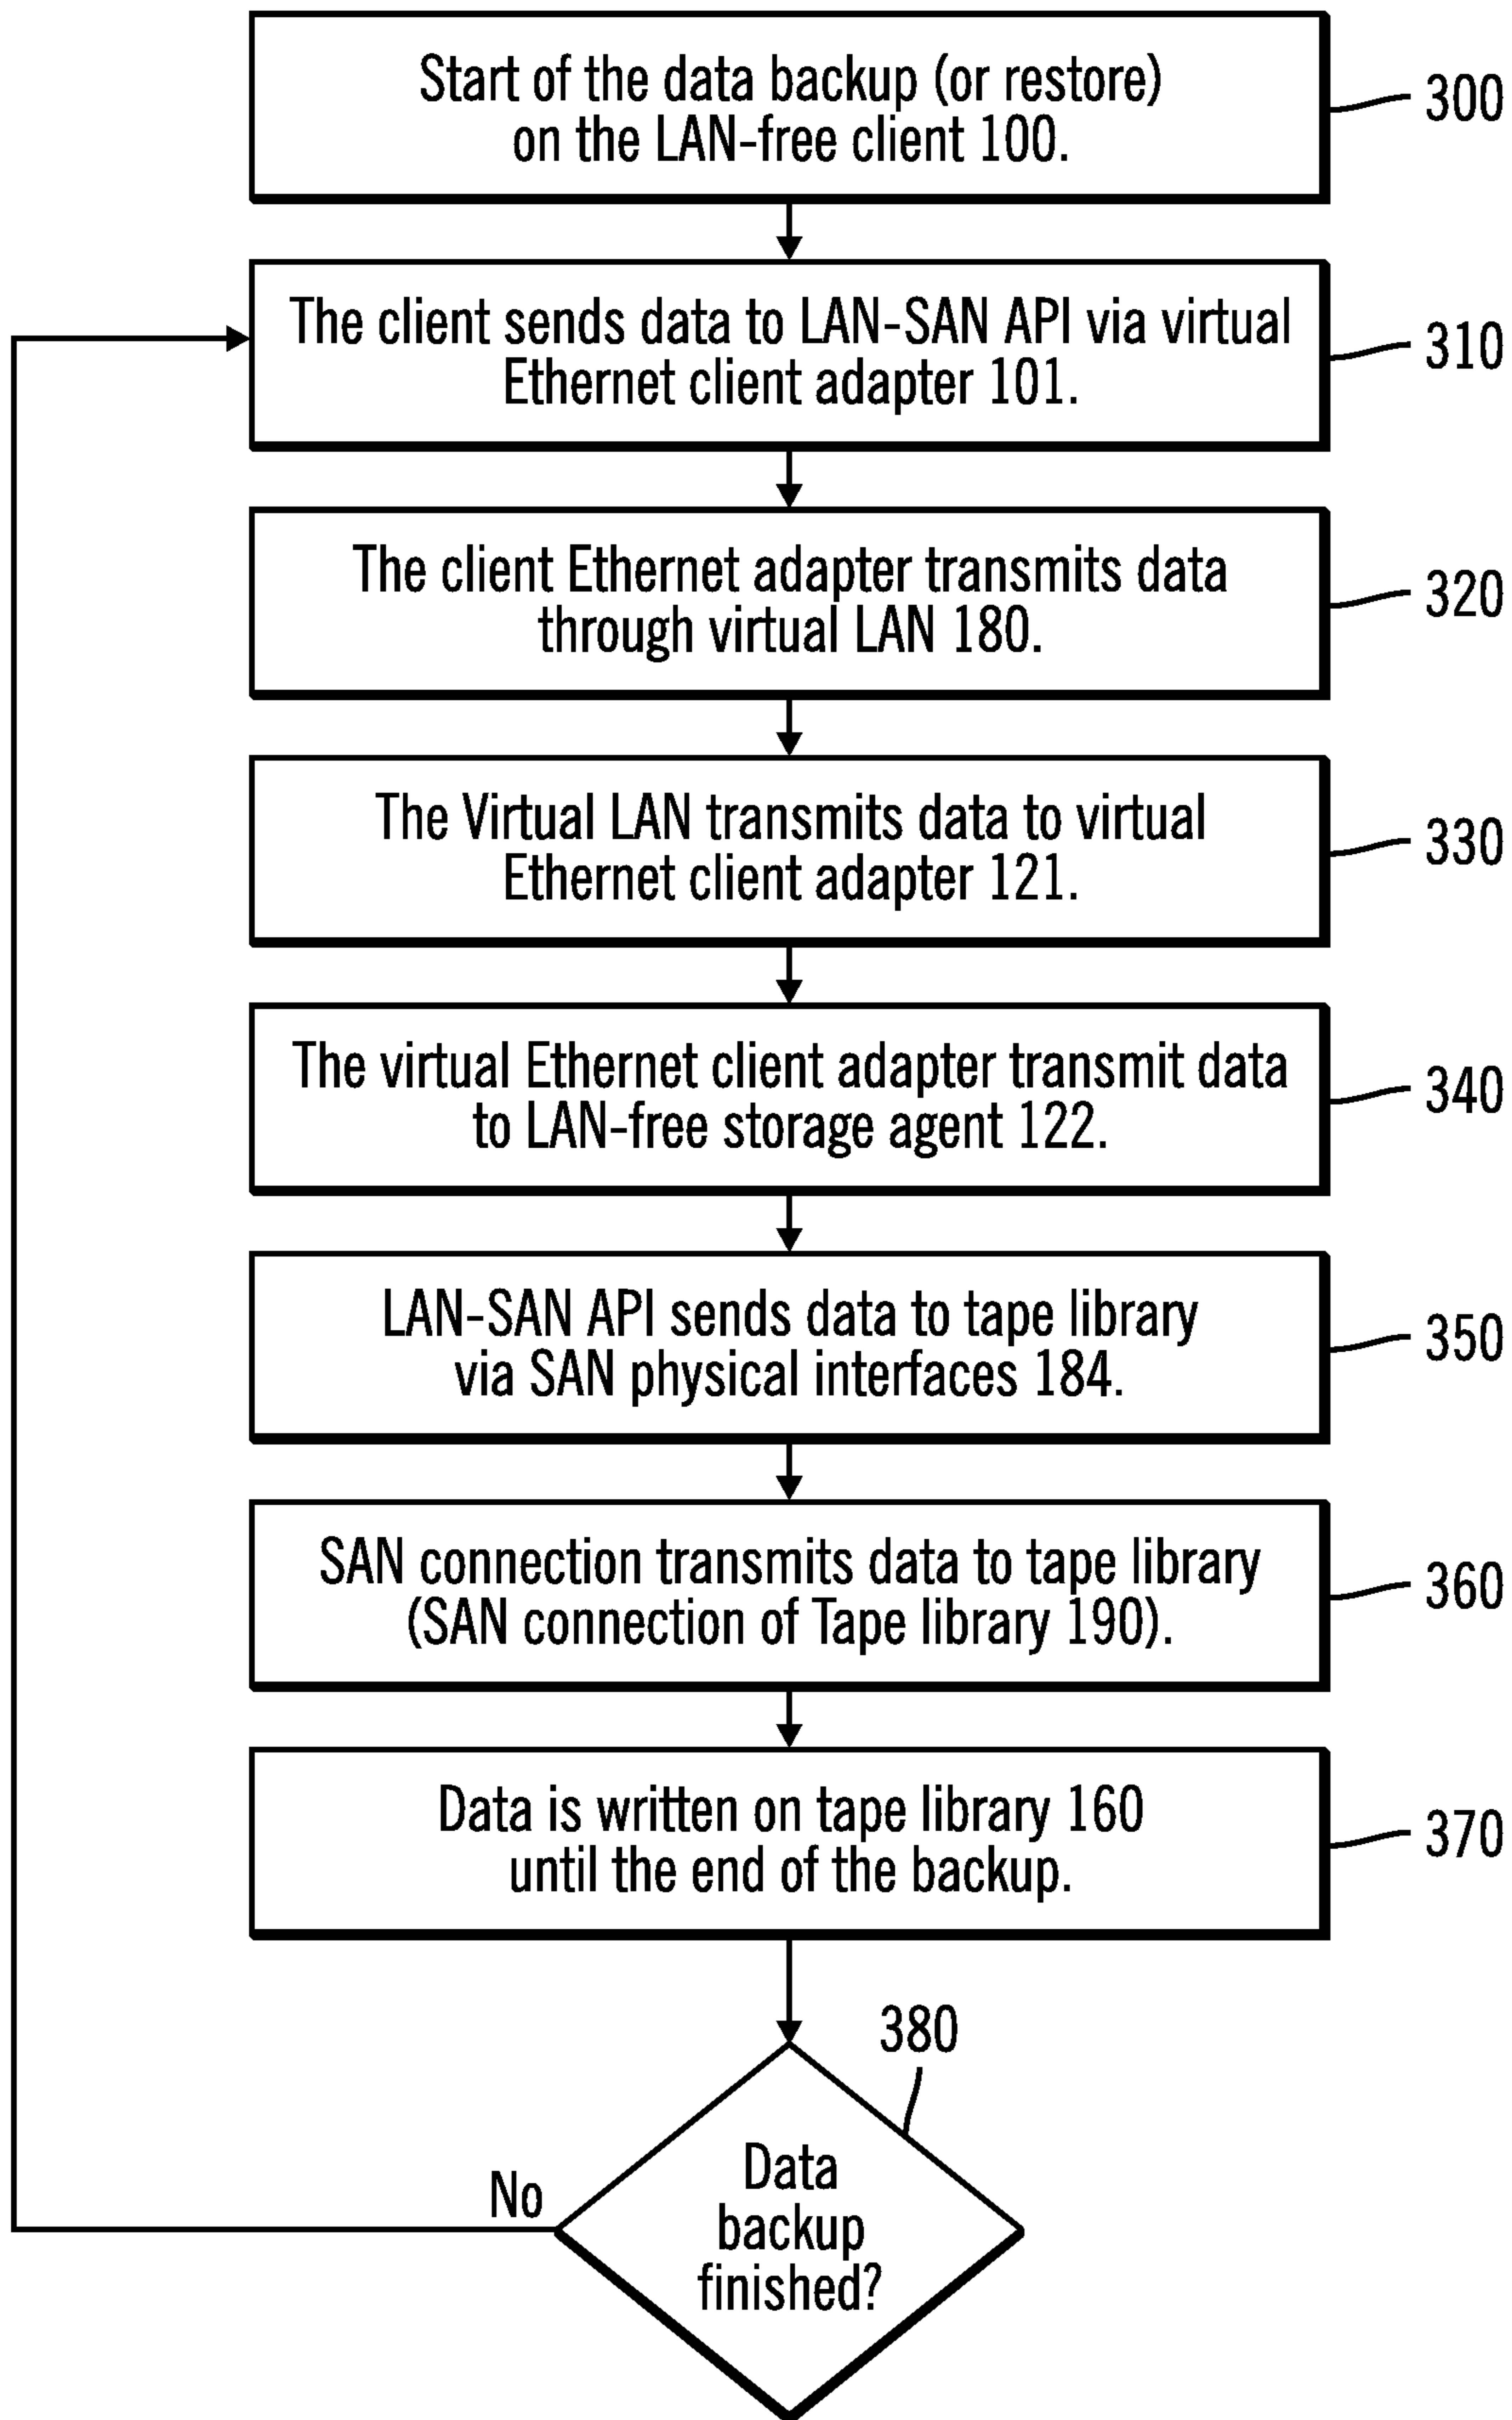 Start of the data backup (or restore)
on the LAN-free client 100.
300
The client sends data to LAN-SAN API via virtual
Ethernet client adapter 101.
310
The client Ethernet adapter transmits data
through virtual LAN 180.
320
The Virtual LAN transmits data to virtual
Ethernet client adapter 121.
330
The virtual Ethernet client adapter transmit data
to LAN-free storage agent 122.
340
LAN-SAN API sends data to tape library
via SAN physical interfaces 184.
350
SAN connection transmits data to tape library
(SAN connection of Tape library 190).
360
Data is written on tape library 160
until the end of the backup.
370
380
No
Data
backup
finished?